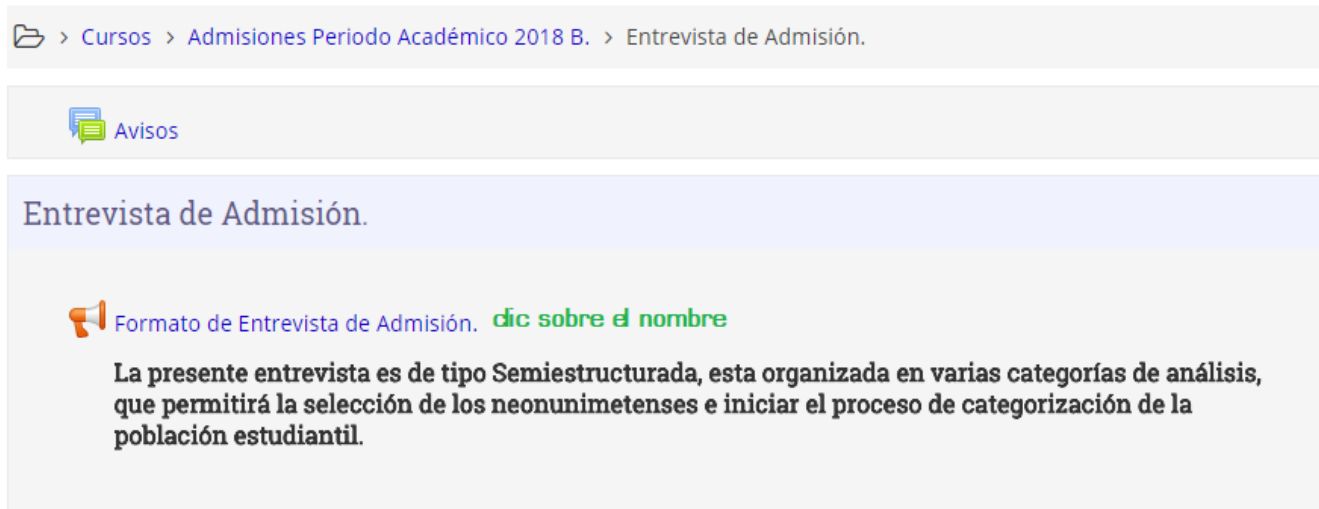 > Cursos > Admisiones Periodo Académico 2018 B. > Entrevista de Admisión.
Avisos
Entrevista de Admisión.
Formato de Entrevista de Admisión. clic sobre el nombre
La presente entrevista es de tipo Semiestructurada, esta organizada en varias categorías de análisis,
que permitirá la selección de los neonunimetenses e iniciar el proceso de categorización de la
población estudiantil.